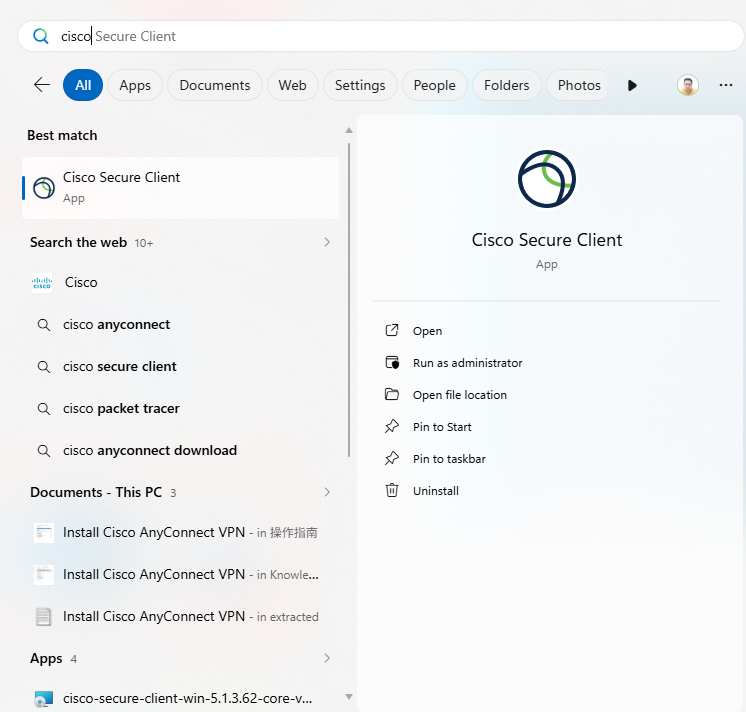 cisco Secure Client
All Apps Documents Web Settings People Folders Photos
Best match
Cisco Secure Client
App
Search the web 10+
Cisco
cisco anyconnect
cisco secure client
cisco packet tracer
cisco anyconnect download
Documents - This PC 3
Install Cisco AnyConnect VPN - in 操作指南
Install Cisco AnyConnect VPN - in Knowle...
Install Cisco AnyConnect VPN - in extracted
Apps 4
cisco-secure-client-win-5.1.3.62-core-v...
Cisco Secure Client
App
Open
Run as administrator
Open file location
Pin to Start
Pin to taskbar
Uninstall